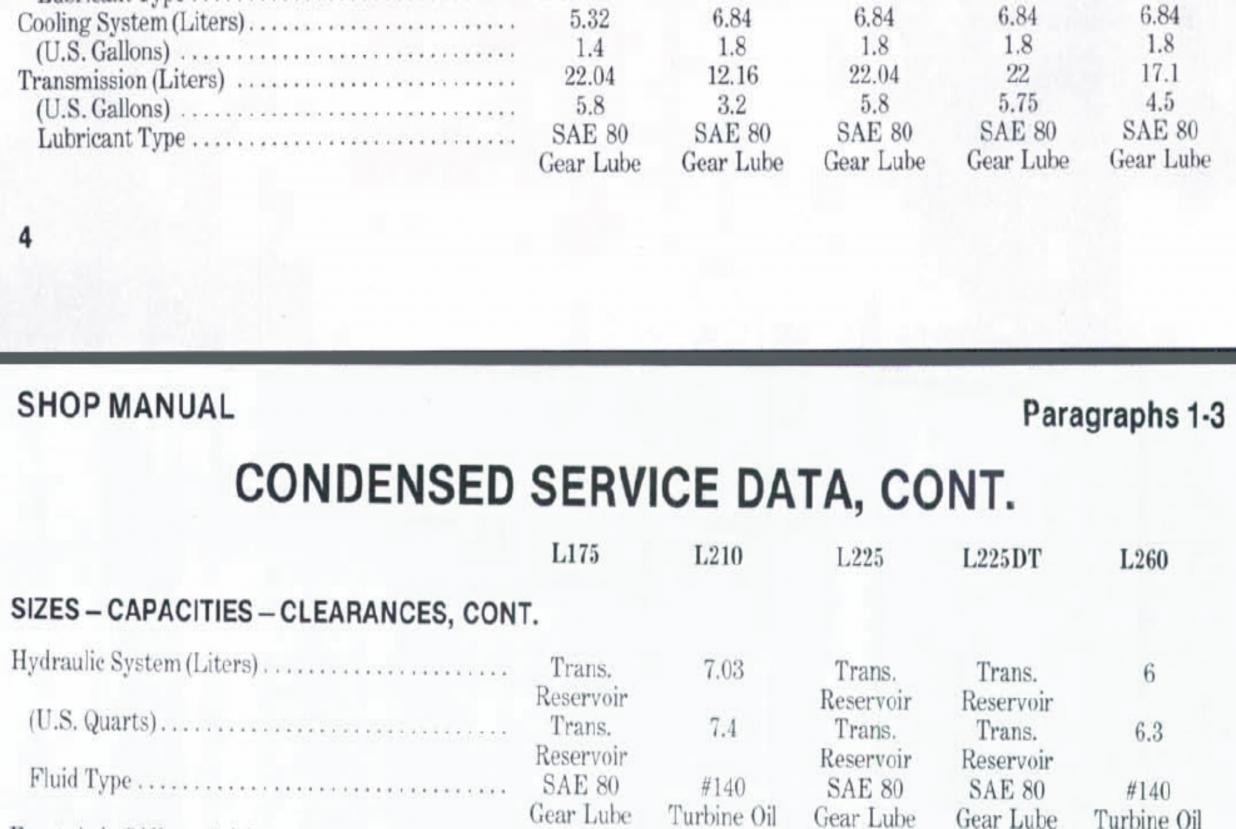 Cooling System (Liters) . . . . . 5.32 6.84 6.84 6.84 6.84
(U.S. Gallons) . . . . . 1.4 1.8 1.8 1.8 1.8
Transmission (Liters) . . . . . 22.04 12.16 22.04 22 17.1
(U.S. Gallons) . . . . . 5.8 3.2 5.8 5.75 4.5
Lubricant Type . . . . . SAE 80 SAE 80 SAE 80 SAE 80 SAE 80
Gear Lube Gear Lube Gear Lube Gear Lube Gear Lube
4
SHOP MANUAL Paragraphs 1-3
CONDENSED SERVICE DATA, CONT.
L175 L210 L225 L225DT L260
SIZES – CAPACITIES – CLEARANCES, CONT.
Hydraulic System (Liters) . . . . . Trans. 7.03 Trans. Trans. 6
Reservoir Reservoir Reservoir
(U.S. Quarts) . . . . . Trans. 7.4 Trans. Trans. 6.3
Reservoir Reservoir Reservoir
Fluid Type . . . . . SAE 80 #140 SAE 80 SAE 80 #140
Gear Lube Turbine Oil Gear Lube Gear Lube Turbine Oil